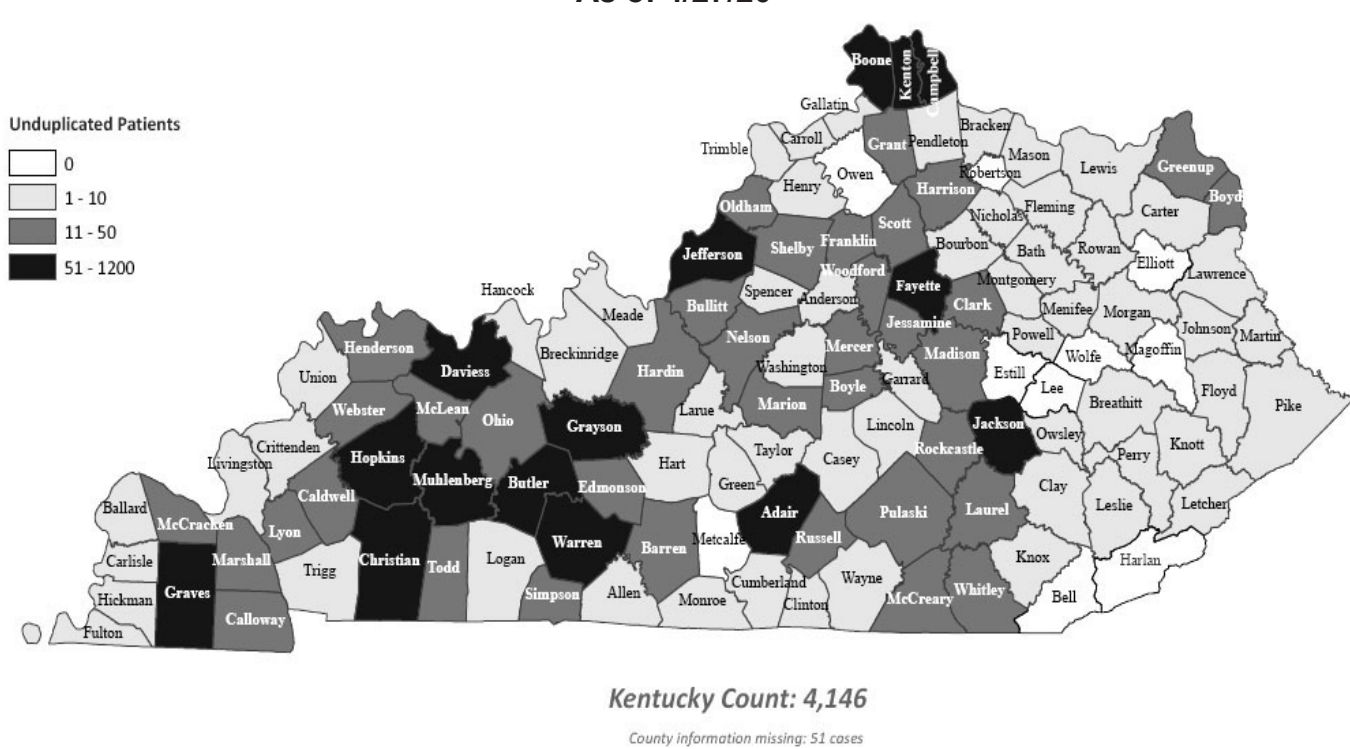 Unduplicated Patients
0
1 - 10
11 - 50
51 - 1200
Boone
Kenton
Campbell
Gallatin
Carroll
Trimble
Grant
Pendleton
Bracken
Mason
Robertson
Lewis
Greenup
Boyd
Owen
Henry
Oldham
Harrison
Nicholas
Fleming
Carter
Scott
Franklin
Shelby
Jefferson
Bourbon
Bath
Rowan
Elliott
Lawrence
Woodford
Fayette
Montgomery
Spencer
Anderson
Clark
Menifee
Morgan
Bullitt
Jessamine
Powell
Johnson
Martin
Hancock
Meade
Nelson
Mercer
Madison
Wolfe
Magoffin
Henderson
Daviess
Breckinridge
Hardin
Washington
Boyle
Garrard
Estill
Lee
Floyd
Pike
Union
Webster
McLean
Ohio
Grayson
Larue
Marion
Lincoln
Jackson
Owsley
Breathitt
Knott
Crittenden
Livingston
Hopkins
Muhlenberg
Butler
Edmonson
Hart
Green
Taylor
Casey
Rockcastle
Perry
Clay
Leslie
Letcher
Ballard
McCracken
Lyon
Caldwell
Adair
Russell
Pulaski
Laurel
Carlisle
Marshall
Graves
Trigg
Christian
Todd
Logan
Warren
Barren
Metcalfe
Knox
Harlan
Hickman
Calloway
Simpson
Allen
Monroe
Cumberland
Clinton
Wayne
McCreary
Whitley
Bell
Fulton
Kentucky Count: 4,146
County information missing: 51 cases